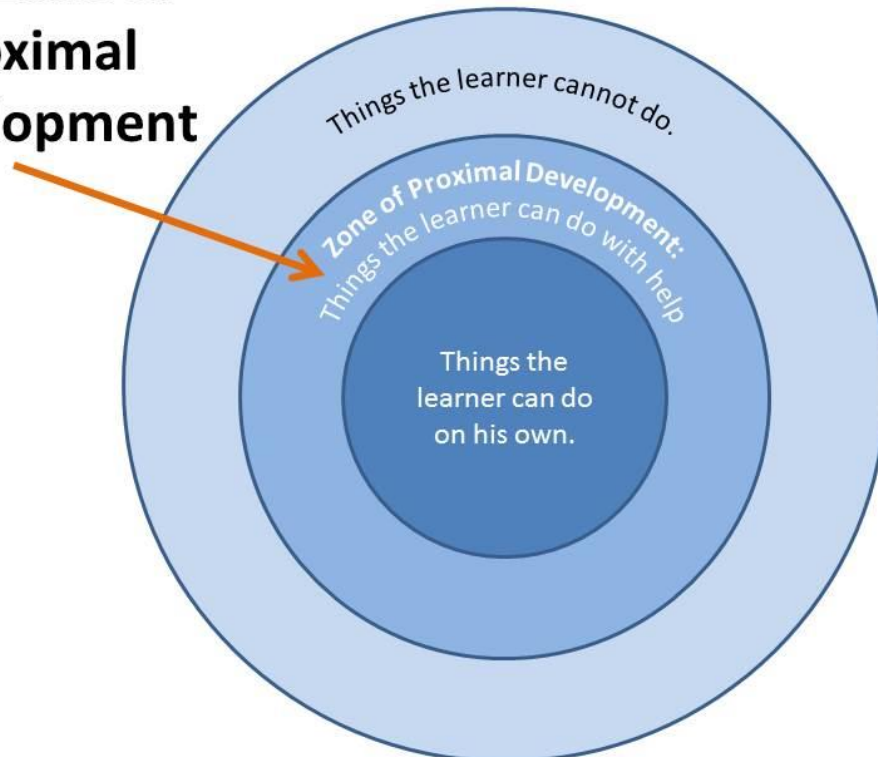 opment
Things the learner cannot do.
Zone of Proximal Development:
Things the learner can do with help
Things the
learner can do
on his own.